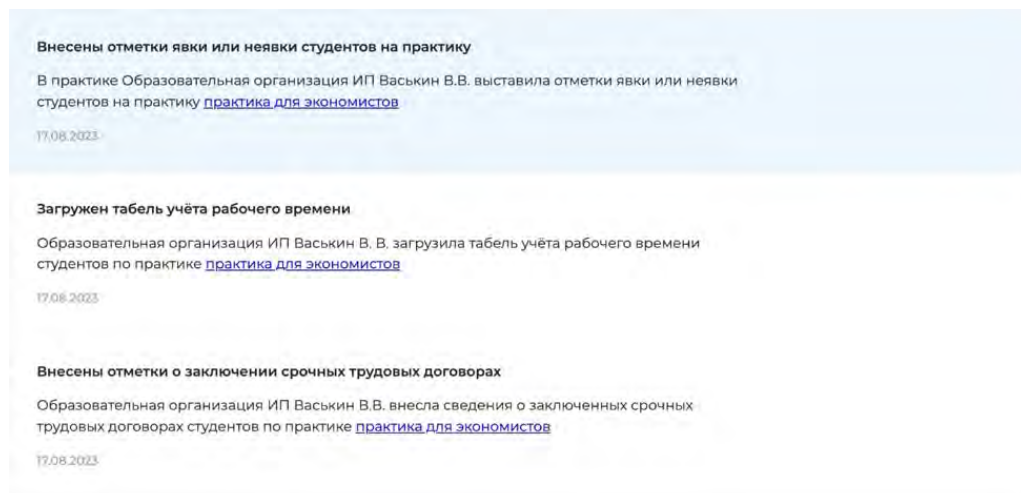 Внесены отметки явки или неявки студентов на практику
В практике Образовательная организация ИП Васькин В.В. выставила отметки явки или неявки
студентов на практику практика для экономистов
17.08.2023
Загружен табель учёта рабочего времени
Образовательная организация ИП Васькин В. В. загрузила табель учёта рабочего времени
студентов по практике практика для экономистов
17.08.2023
Внесены отметки о заключении срочных трудовых договорах
Образовательная организация ИП Васькин В.В. внесла сведения о заключенных срочных
трудовых договорах студентов по практике практика для экономистов
17.08.2023